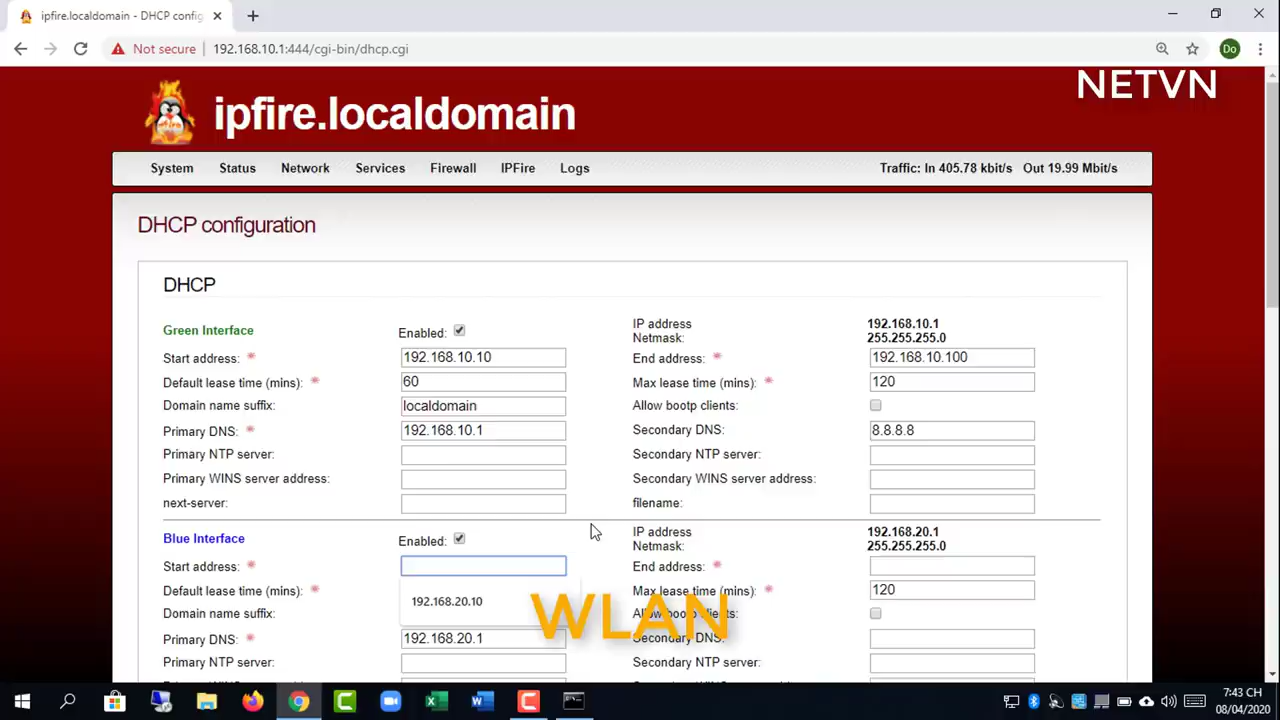 ipfire.localdomain - DHCP config
Not secure 192.168.10.1:444/cgi-bin/dhcp.cgi Do
NETVN
ipfire.localdomain
System Status Network Services Firewall IPFire Logs Traffic: In 405.78 kbit/s Out 19.99 Mbit/s
DHCP configuration
DHCP
Green Interface Enabled: IP address 192.168.10.1
Netmask: 255.255.255.0
Start address: 192.168.10.10 End address: 192.168.10.100
Default lease time (mins): 60 Max lease time (mins): 120
Domain name suffix: localdomain Allow bootp clients:
Primary DNS: 192.168.10.1 Secondary DNS: 8.8.8.8
Primary NTP server: Secondary NTP server:
Primary WINS server address: Secondary WINS server address:
next-server: filename:
Blue Interface Enabled: IP address 192.168.20.1
Netmask: 255.255.255.0
Start address: End address:
Default lease time (mins): 192.168.20.10 Max lease time (mins): 120
WLAN
Domain name suffix: Allow bootp clients:
Primary DNS: 192.168.20.1 Secondary DNS:
Primary NTP server: Secondary NTP server:
7:43 CH
08/04/2020